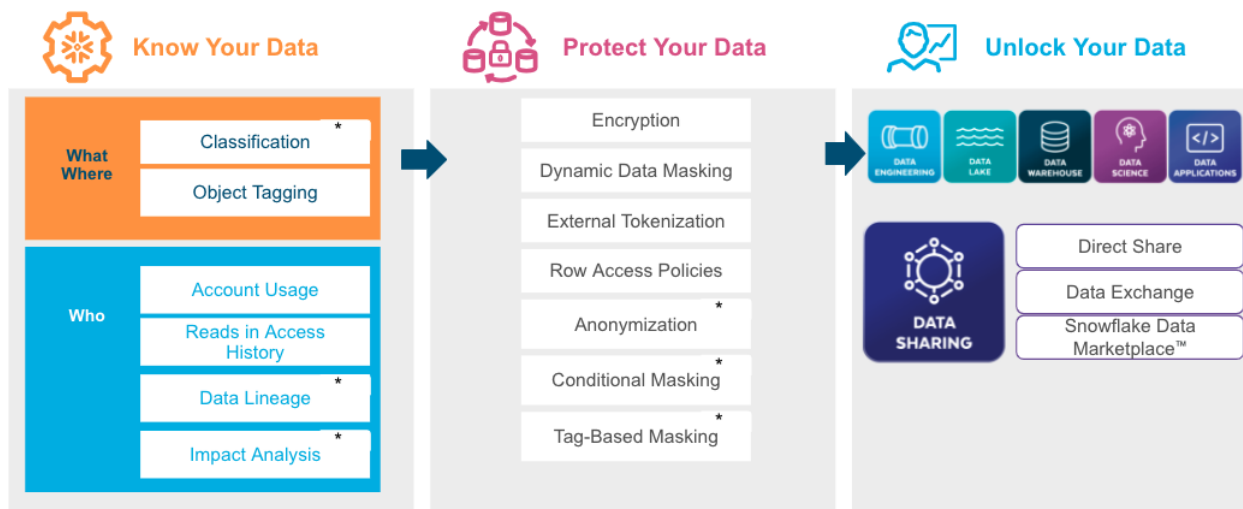 Know Your Data
Protect Your Data
Unlock Your Data
What
Where
Classification *
Object Tagging
Who
Account Usage
Reads in Access
History
Data Lineage *
Impact Analysis *
Encryption
Dynamic Data Masking
External Tokenization
Row Access Policies
Anonymization *
Conditional Masking *
Tag-Based Masking *
DATA
ENGINEERING
DATA
LAKE
DATA
WAREHOUSE
DATA
SCIENCE
</>
DATA
APPLICATIONS
DATA
SHARING
Direct Share
Data Exchange
Snowflake Data
Marketplace™